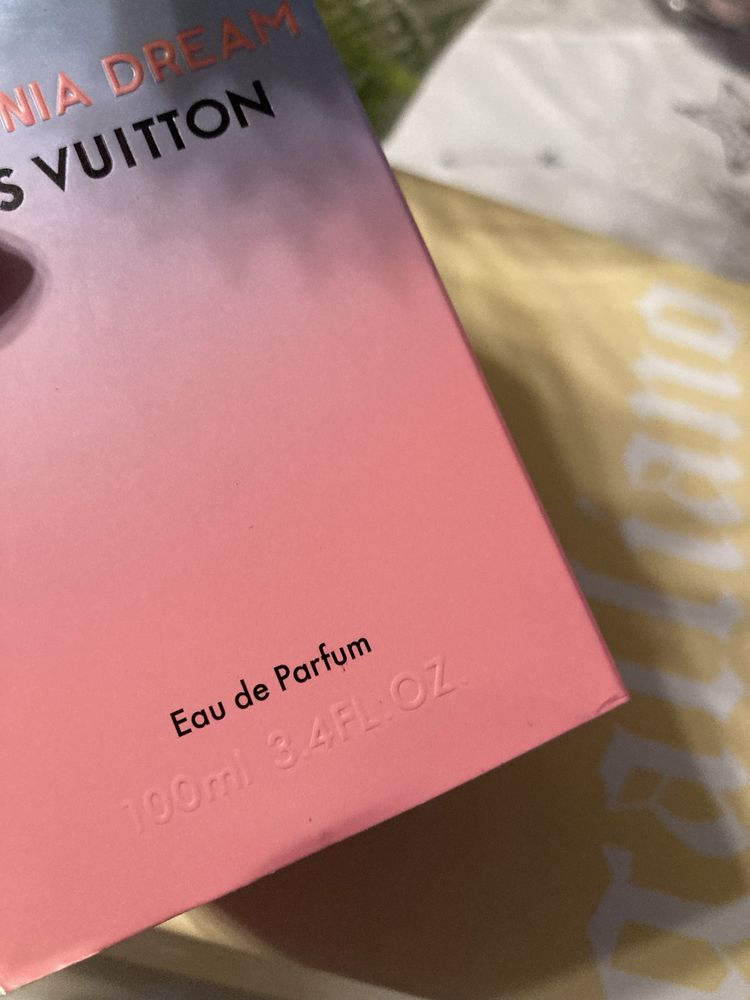 NIA DREAM
S VUITTON
Eau de Parfum
100ml 3.4FL.OZ.